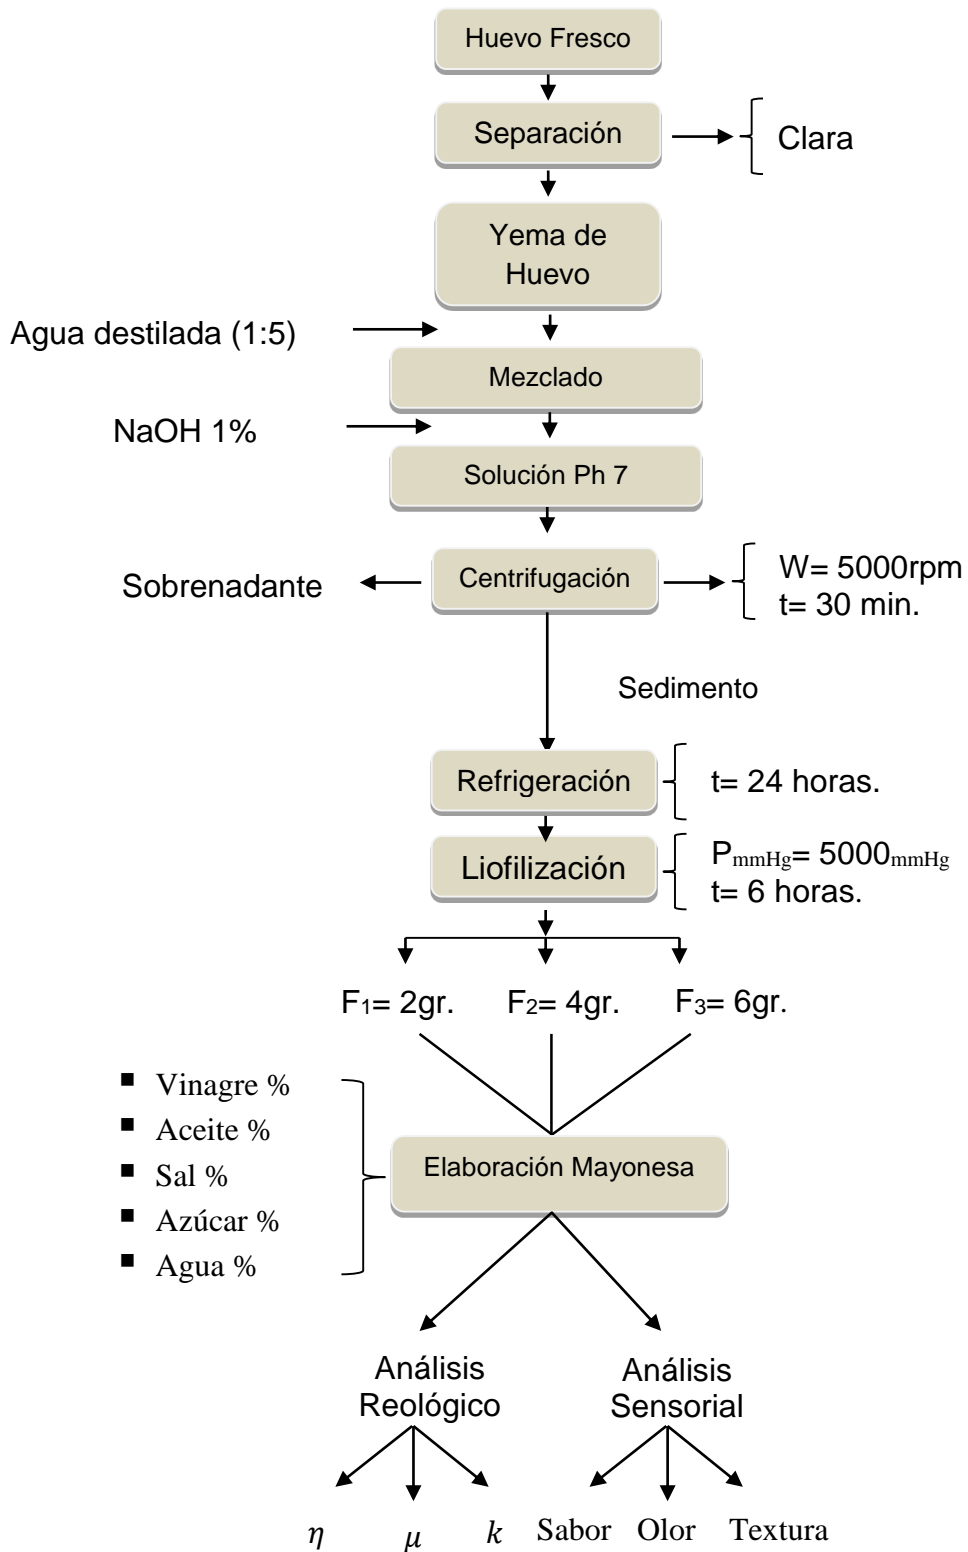 Huevo Fresco
Separación
Clara
Yema de
Huevo
Agua destilada (1:5)
Mezclado
NaOH 1%
Solución Ph 7
Sobrenadante
Centrifugación
W= 5000rpm
t= 30 min.
Sedimento
Refrigeración
t= 24 horas.
Liofilización
PmmHg= 5000mmHg
t= 6 horas.
F1= 2gr.
F2= 4gr.
F3= 6gr.
▪ Vinagre %
▪ Aceite %
▪ Sal %
▪ Azúcar %
▪ Agua %
Elaboración Mayonesa
Análisis
Reológico
Análisis
Sensorial
η
μ
k
Sabor
Olor
Textura